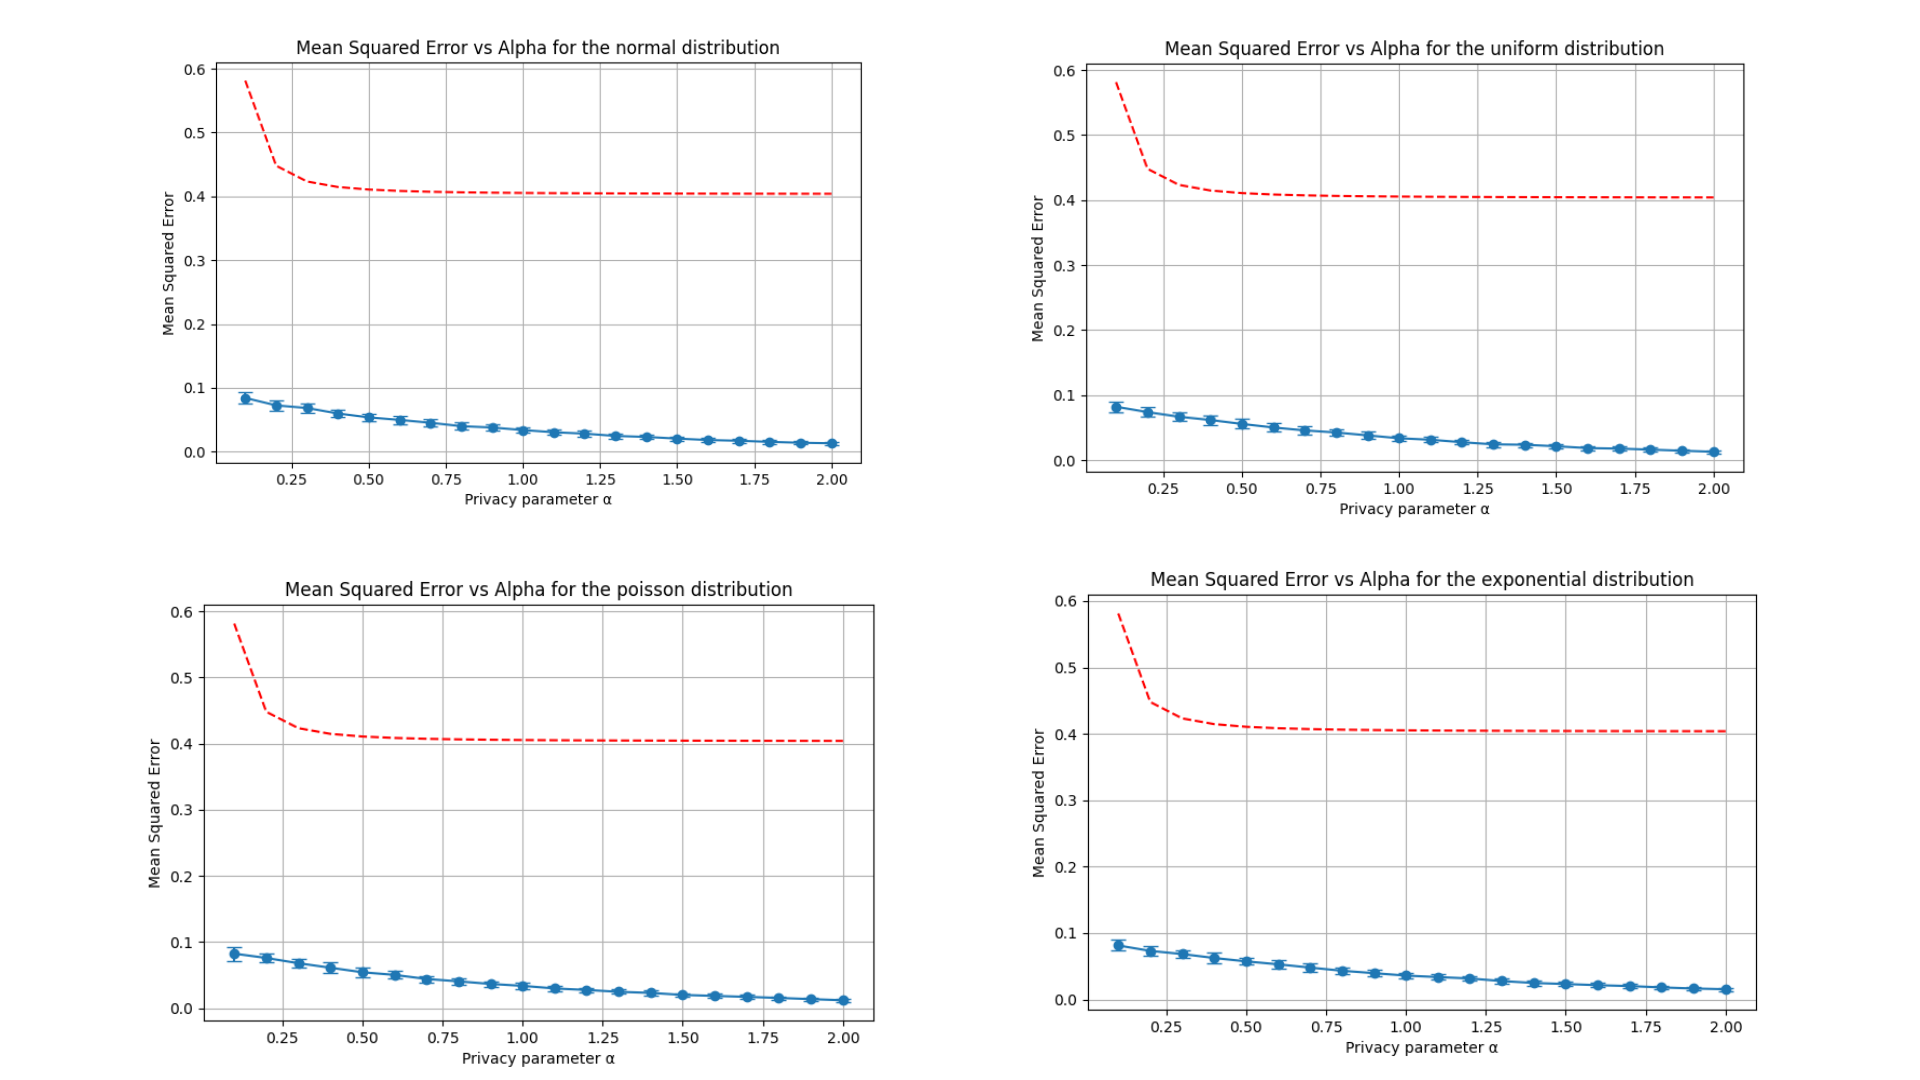 Mean Squared Error vs Alpha for the normal distribution
0.6
0.5
0.4
0.3
0.2
0.1
0.0
Mean Squared Error
0.25 0.50 0.75 1.00 1.25 1.50 1.75 2.00
Privacy parameter α
Mean Squared Error vs Alpha for the uniform distribution
0.6
0.5
0.4
0.3
0.2
0.1
0.0
Mean Squared Error
0.25 0.50 0.75 1.00 1.25 1.50 1.75 2.00
Privacy parameter α
Mean Squared Error vs Alpha for the poisson distribution
0.6
0.5
0.4
0.3
0.2
0.1
0.0
Mean Squared Error
0.25 0.50 0.75 1.00 1.25 1.50 1.75 2.00
Privacy parameter α
Mean Squared Error vs Alpha for the exponential distribution
0.6
0.5
0.4
0.3
0.2
0.1
0.0
Mean Squared Error
0.25 0.50 0.75 1.00 1.25 1.50 1.75 2.00
Privacy parameter α